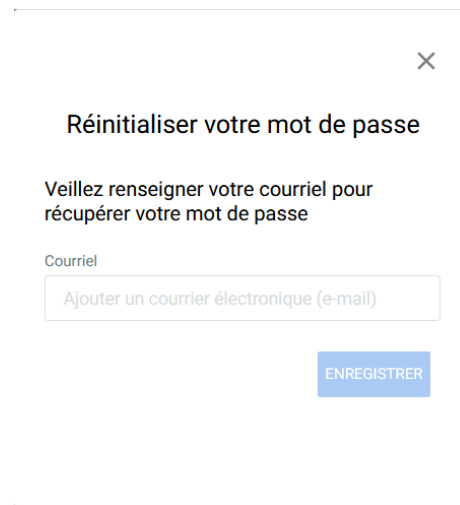 Réinitialiser votre mot de passe
Veillez renseigner votre courriel pour
récupérer votre mot de passe
Courriel
Ajouter un courrier électronique (e-mail)
ENREGISTRER